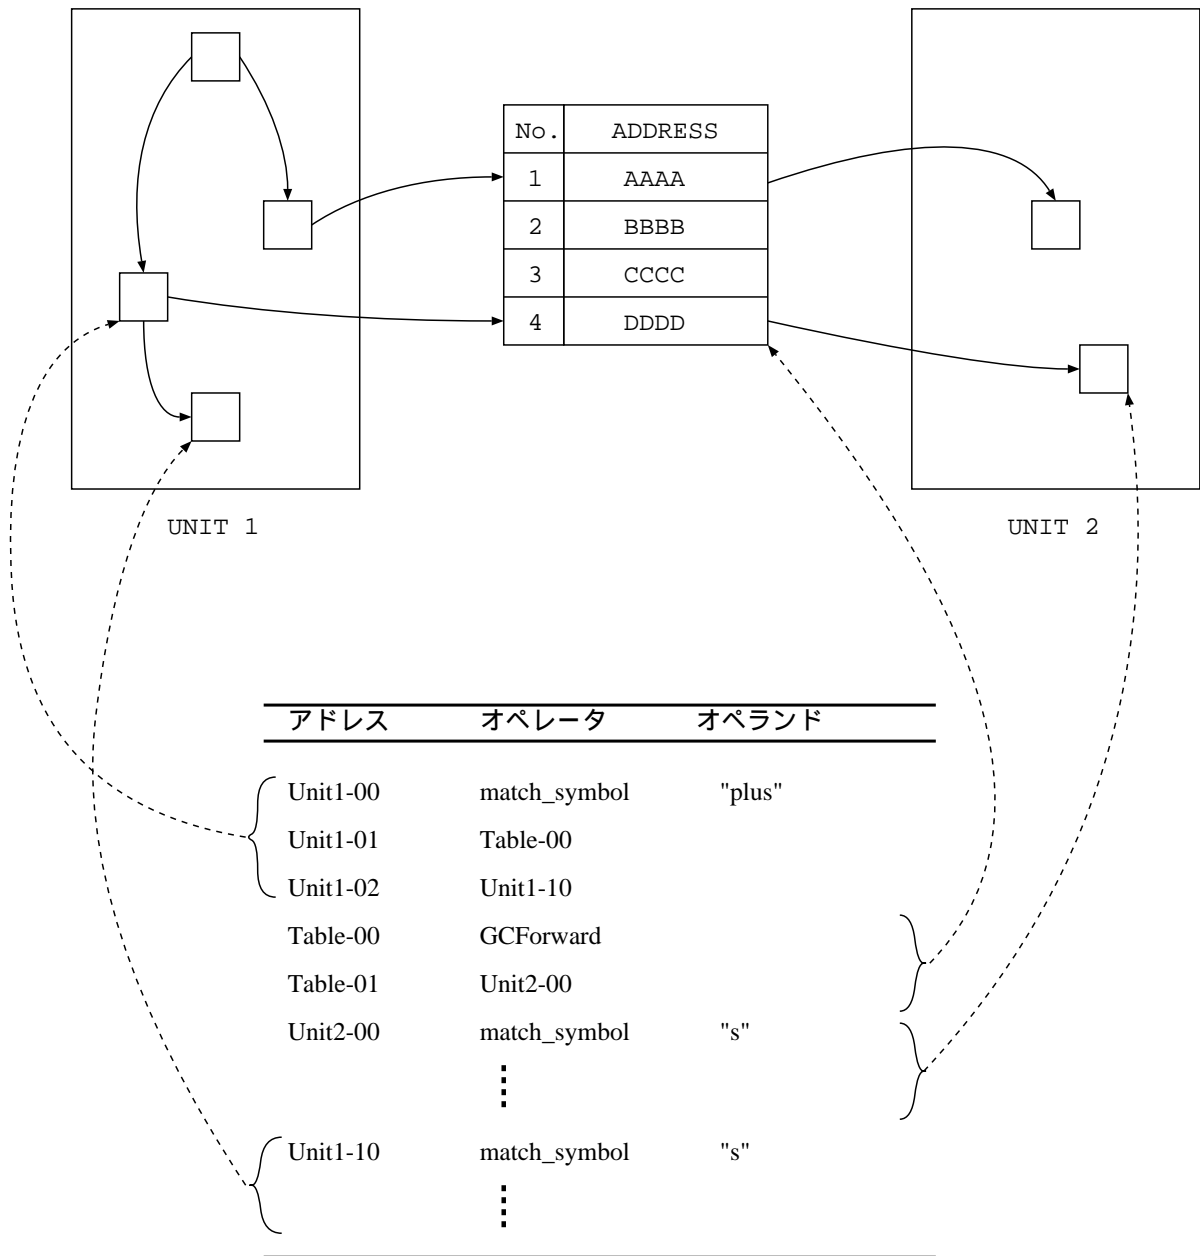 No. ADDRESS
1 AAAA
2 BBBB
3 CCCC
4 DDDD
UNIT 1
UNIT 2
アドレス オペレータ オペランド
Unit1-00 match_symbol "plus"
Unit1-01 Table-00
Unit1-02 Unit1-10
Table-00 GCForward
Table-01 Unit2-00
Unit2-00 match_symbol "s"
Unit1-10 match_symbol "s"